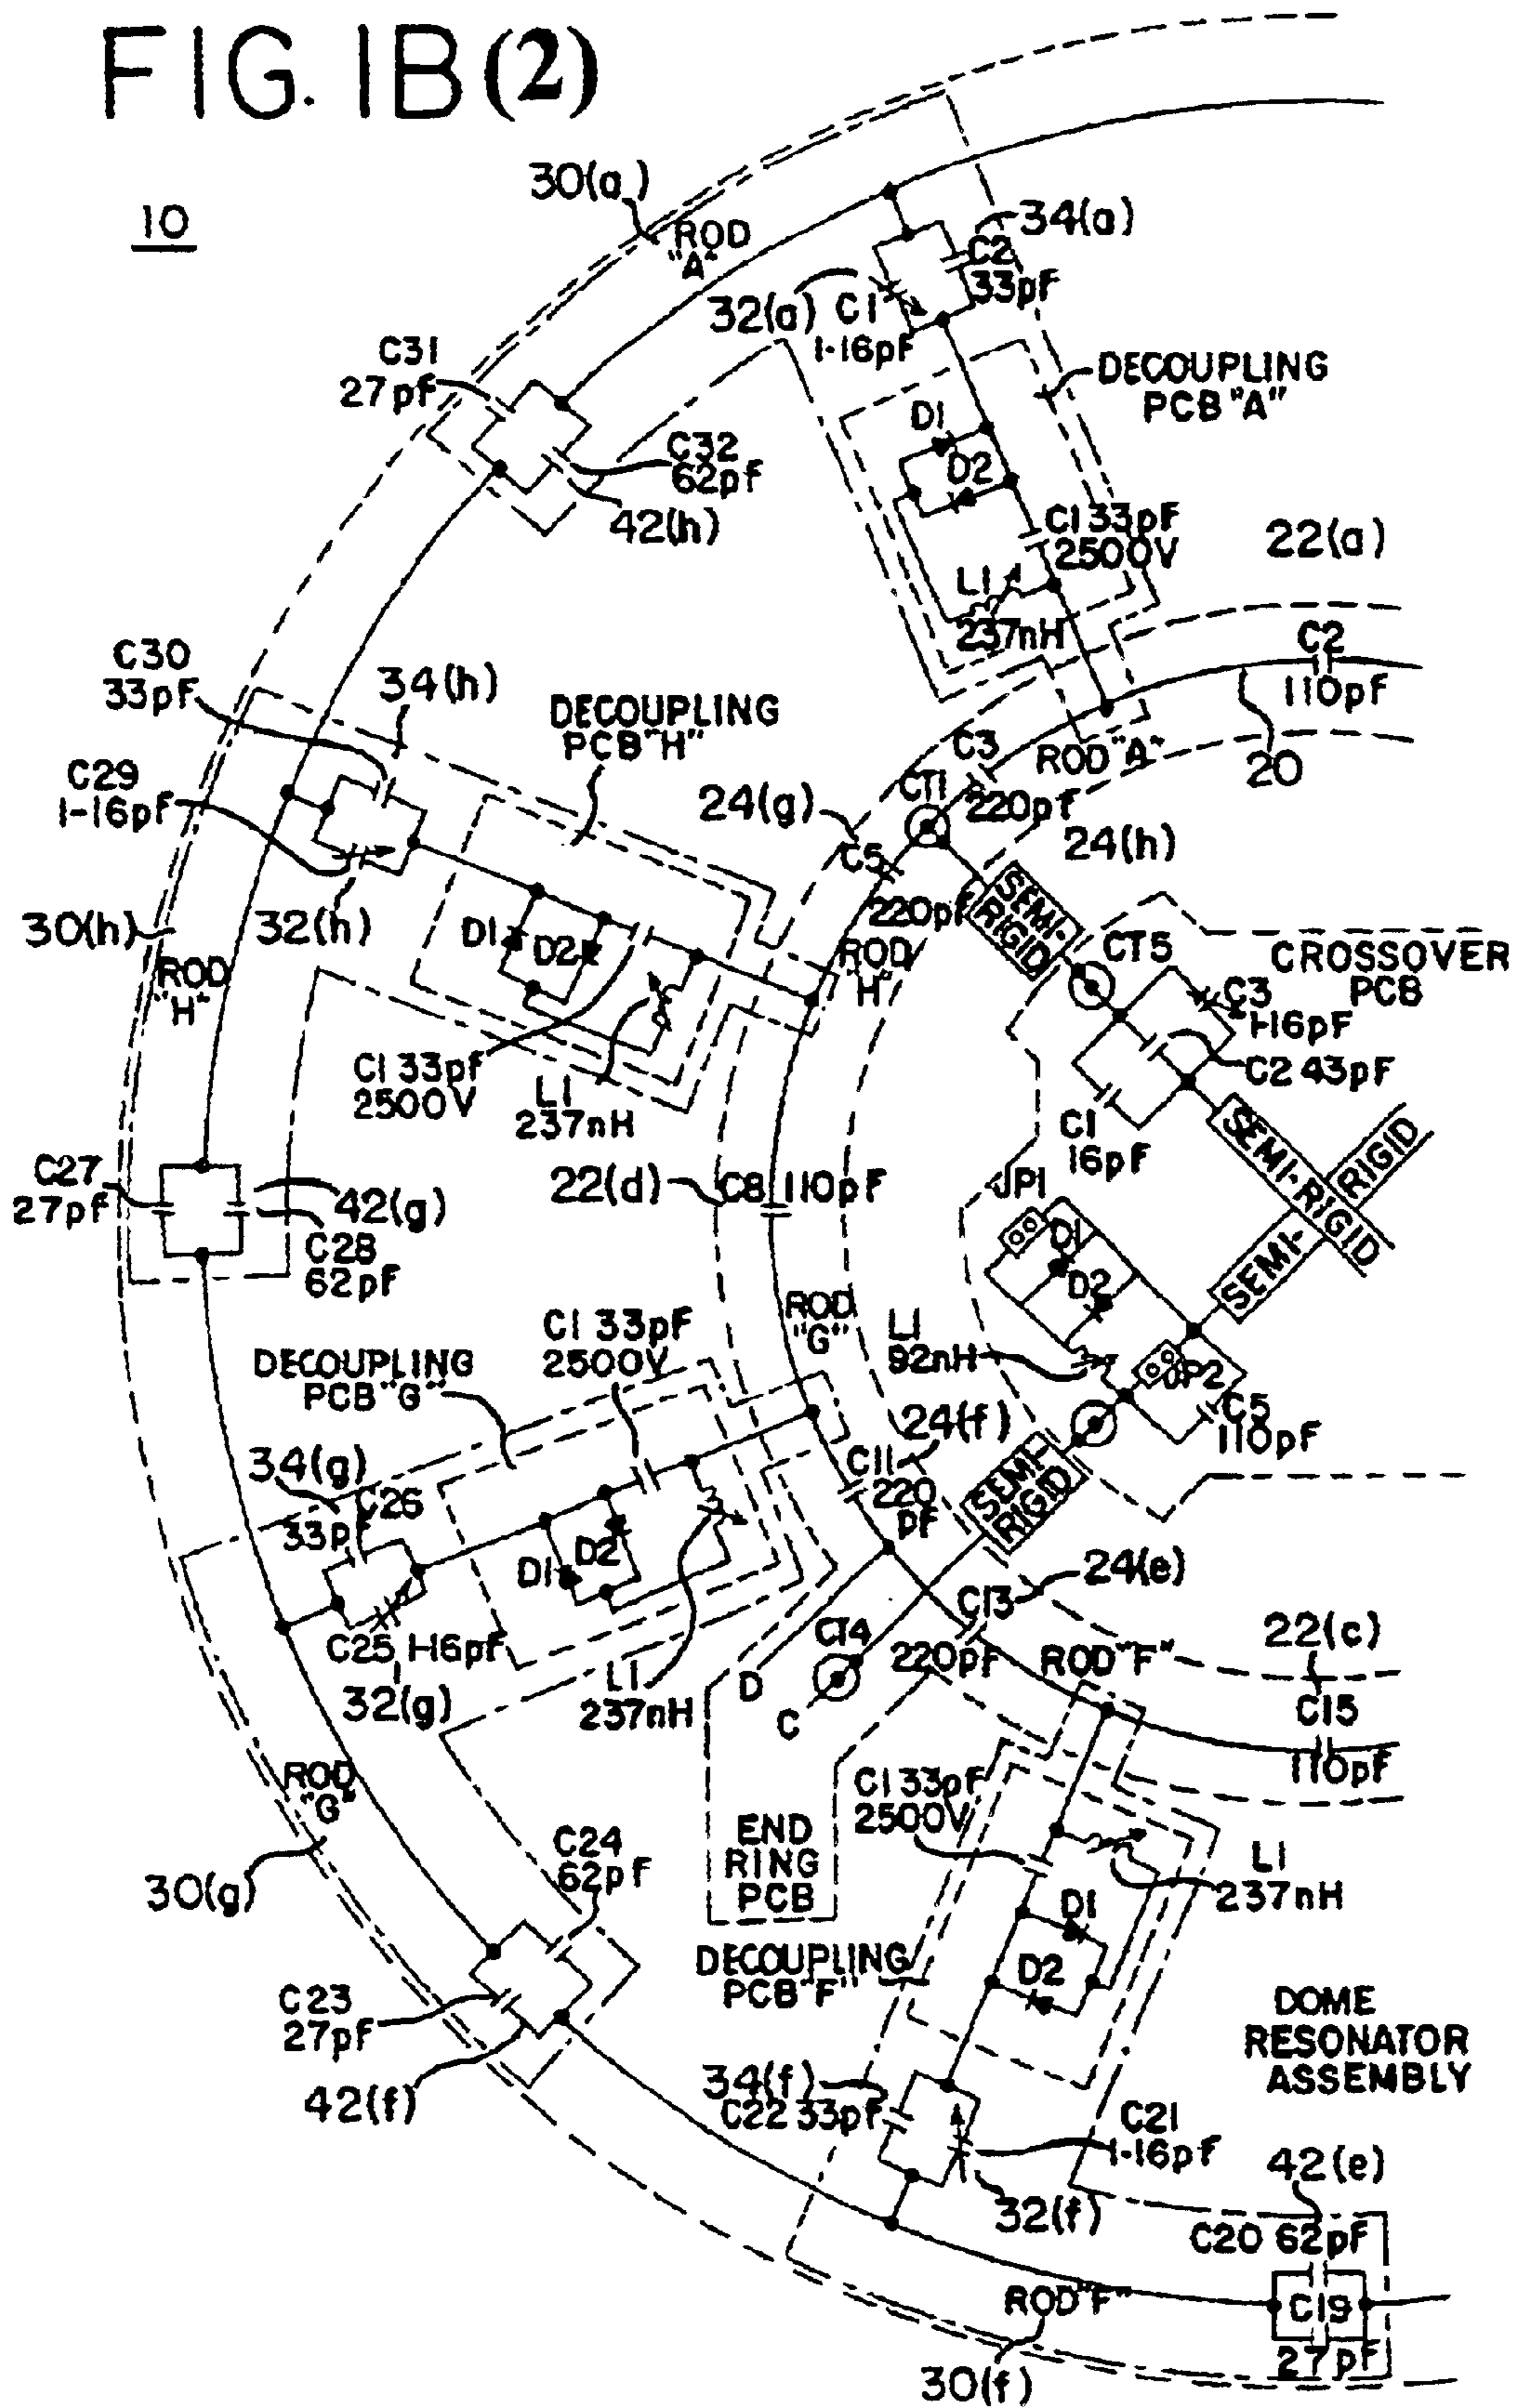 FIG. 1B(2)
10
30(a)
ROD
"A"
34(a)
C2
33pF
32(a) C1
1-16pF
C31
27pf
DECOUPLING
PCB "A"
D1
D2
C32
62pf
42(h)
C1 33pF
2500V
22(a)
L1
237nH
C2
110pf
C30
33pf
34(h)
DECOUPLING
PCB "H"
C3
ROD "A"
20
C29
1-16pF
24(g)
CT1
220pf
24(h)
C5
220pf
SEMI-
RIGID
30(h)
32(h)
D1
D2
ROD
"H"
ROD
"H"
CT5
CROSSOVER
PCB
C3
1-16pF
C2 43pF
C1 33pf
2500V
L1
237nH
C1
16pF
SEMI-RIGID
SEMI-
RIGID
C27
27pf
42(g)
C28
62pF
22(d)
C8 110pF
JP1
D1
D2
ROD
"G"
L1
92nH
C1 33pF
2500V
DECOUPLING
PCB "G"
JP2
C5
110pF
24(f)
34(g)
C26
33pf
C11
220
pF
SEMI-
RIGID
D1
D2
24(e)
C13
C25 1-16pf
CT4
220pF
ROD "F"
22(c)
32(g)
L1
237nH
D
C
C15
110pF
ROD
"G"
C1 33pF
2500V
END
RING
PCB
C24
62pf
L1
237nH
30(g)
D1
DECOUPLING
PCB "F"
D2
C23
27pf
DOME
RESONATOR
ASSEMBLY
42(f)
34(f)
C22 33pf
C21
1-16pF
42(e)
32(f)
C20 62pF
ROD "F"
C19
27pf
30(f)